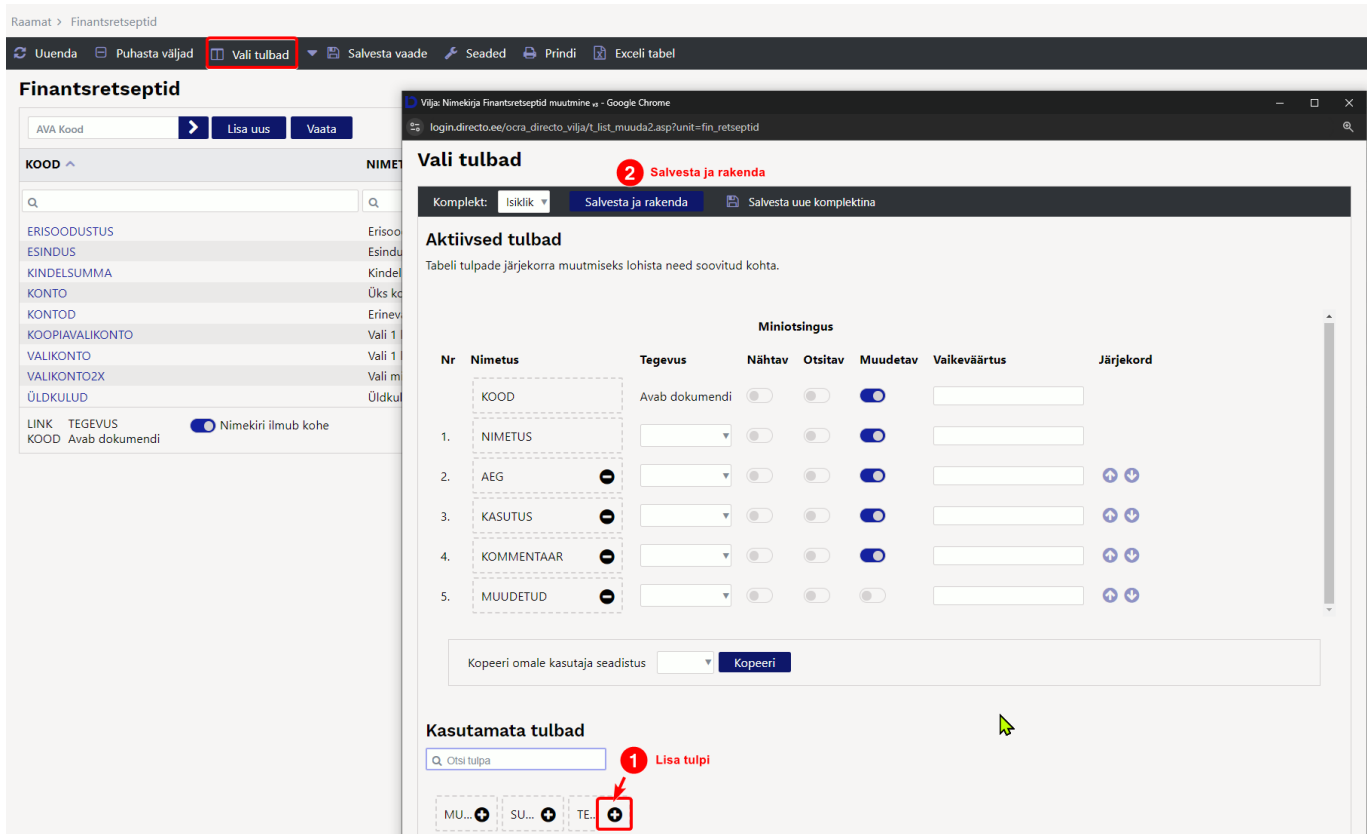 Raamat > Finantsretseptid
Uuenda Puhasta väljad Vali tulbad Salvesta vaade Seaded Prindi Exceli tabel
Finantsretseptid
AVA Kood Lisa uus Vaata
KOOD NIMET
ERISOODUSTUS Erisoo
ESINDUS Esindu
KINDELSUMMA Kindel
KONTO Üks ko
KONTOD Erinev
KOOPIAVALIKONTO Vali 1
VALIKONTO Vali 1
VALIKONTO2X Vali m
ÜLDKULUD Üldkul
LINK TEGEVUS Nimekiri ilmub kohe
KOOD Avab dokumendi
Vilja: Nimekirja Finantsretseptid muutmine v3 - Google Chrome
login.directo.ee/ocra_directo_vilja/t_list_muuda2.asp?unit=fin_retseptid
Vali tulbad
2 Salvesta ja rakenda
Komplekt: Isiklik Salvesta ja rakenda Salvesta uue komplektina
Aktiivsed tulbad
Tabeli tulpade järjekorra muutmiseks lohista need soovitud kohta.
Miniotsingus
Nr Nimetus Tegevus Nähtav Otsitav Muudetav Vaikeväärtus Järjekord
KOOD Avab dokumendi
1. NIMETUS
2. AEG
3. KASUTUS
4. KOMMENTAAR
5. MUUDETUD
Kopeeri omale kasutaja seadistus Kopeeri
Kasutamata tulbad
Otsi tulpa
1 Lisa tulpi
MU... SU... TE...